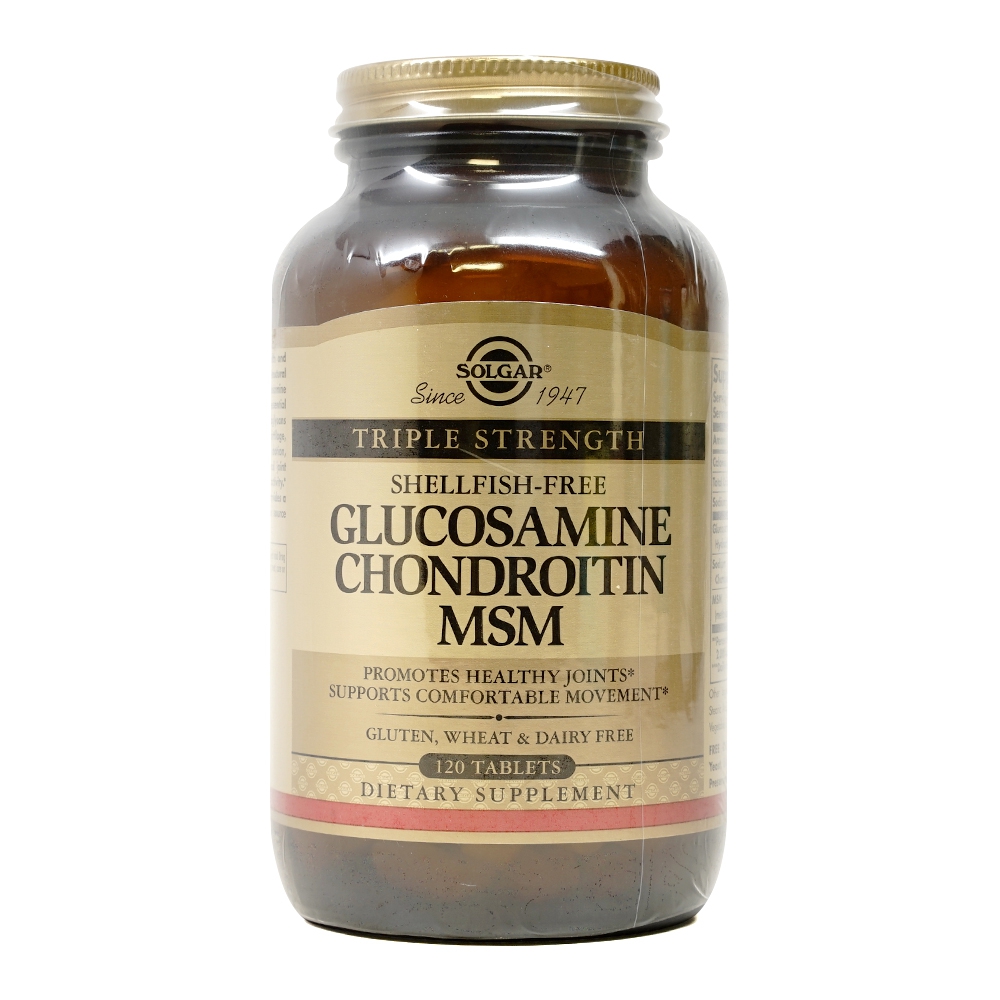 SOLGAR®
Since 1947
TRIPLE STRENGTH
SHELLFISH-FREE
GLUCOSAMINE
CHONDROITIN
MSM
PROMOTES HEALTHY JOINTS*
SUPPORTS COMFORTABLE MOVEMENT*
GLUTEN, WHEAT & DAIRY FREE
120 TABLETS
DIETARY SUPPLEMENT